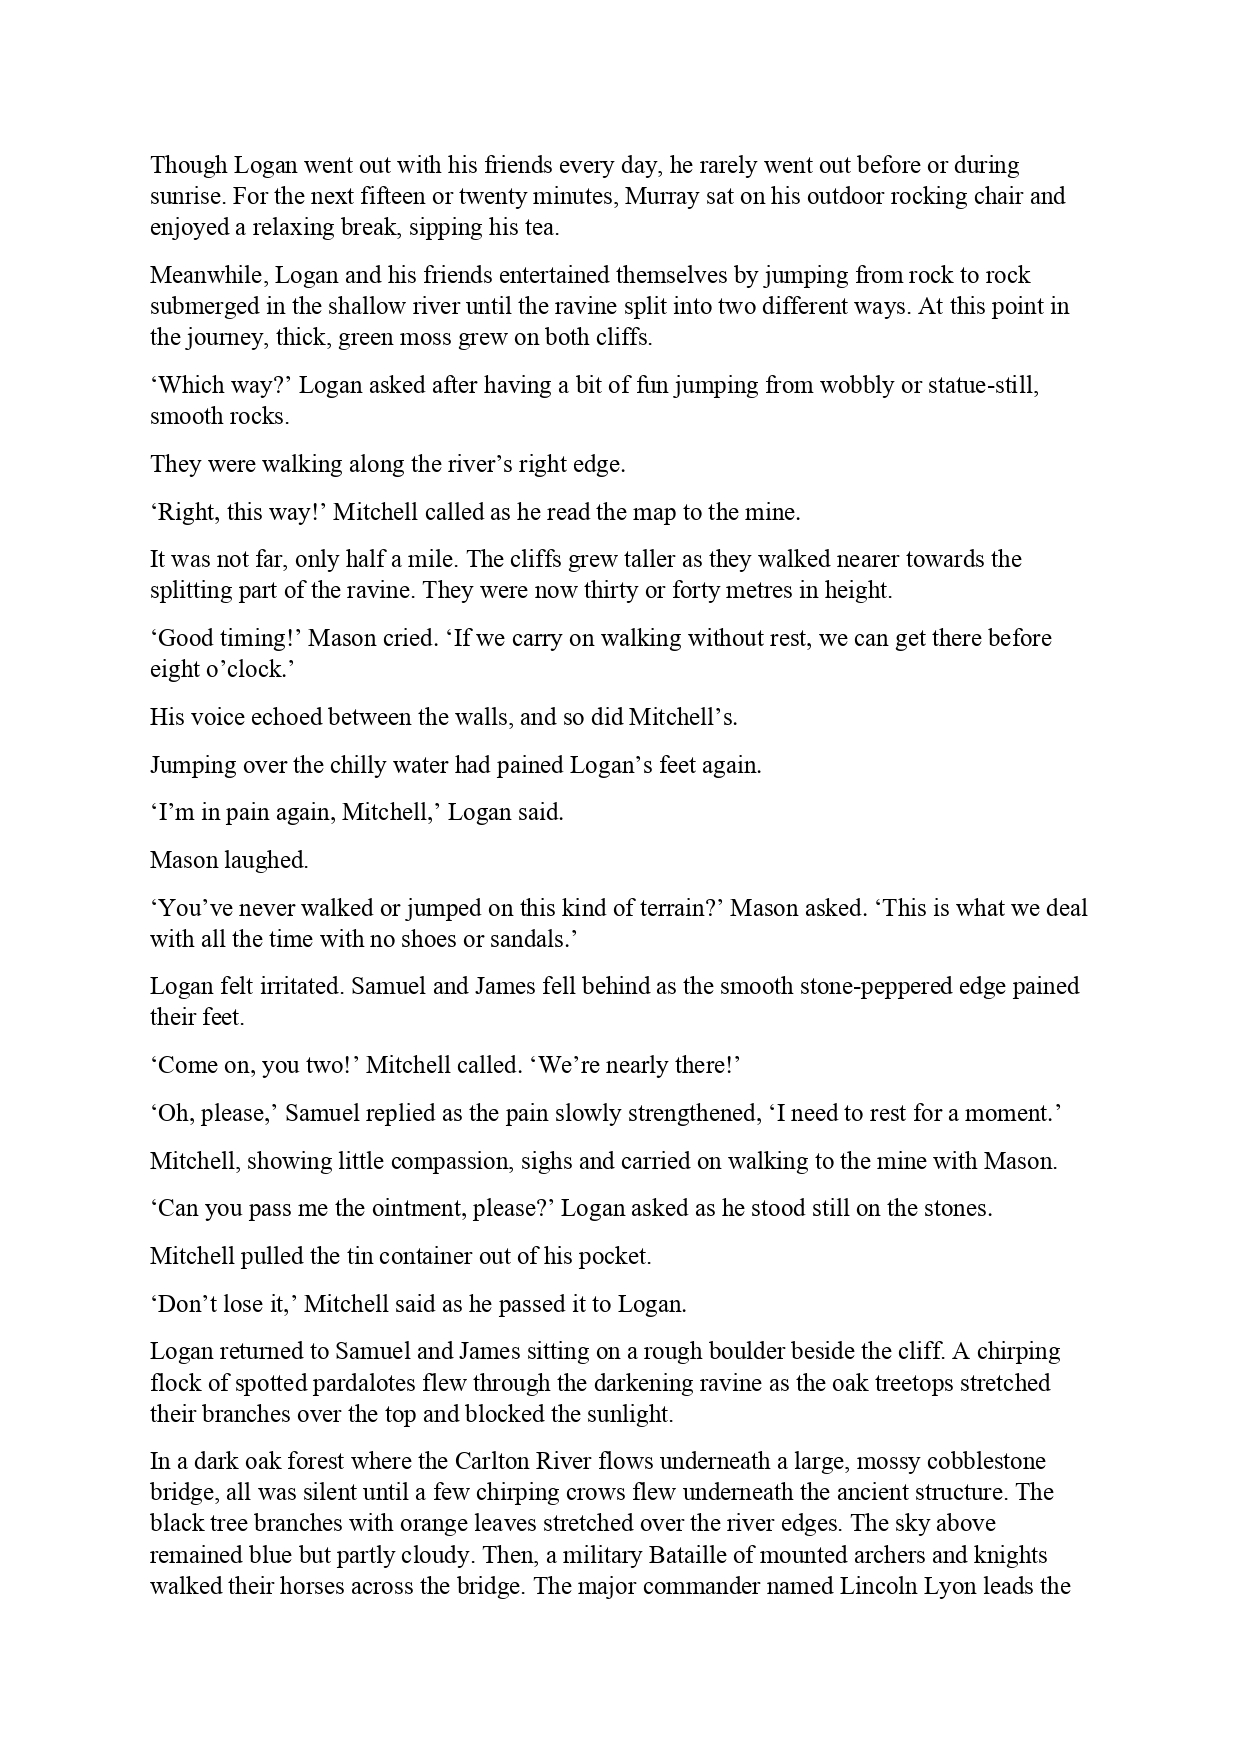 Though Logan went out with his friends every day, he rarely went out before or during
sunrise. For the next fifteen or twenty minutes, Murray sat on his outdoor rocking chair and
enjoyed a relaxing break, sipping his tea.
Meanwhile, Logan and his friends entertained themselves by jumping from rock to rock
submerged in the shallow river until the ravine split into two different ways. At this point in
the journey, thick, green moss grew on both cliffs.
‘Which way?’ Logan asked after having a bit of fun jumping from wobbly or statue-still,
smooth rocks.
They were walking along the river’s right edge.
‘Right, this way!’ Mitchell called as he read the map to the mine.
It was not far, only half a mile. The cliffs grew taller as they walked nearer towards the
splitting part of the ravine. They were now thirty or forty metres in height.
‘Good timing!’ Mason cried. ‘If we carry on walking without rest, we can get there before
eight o’clock.’
His voice echoed between the walls, and so did Mitchell’s.
Jumping over the chilly water had pained Logan’s feet again.
‘I’m in pain again, Mitchell,’ Logan said.
Mason laughed.
‘You’ve never walked or jumped on this kind of terrain?’ Mason asked. ‘This is what we deal
with all the time with no shoes or sandals.’
Logan felt irritated. Samuel and James fell behind as the smooth stone-peppered edge pained
their feet.
‘Come on, you two!’ Mitchell called. ‘We’re nearly there!’
‘Oh, please,’ Samuel replied as the pain slowly strengthened, ‘I need to rest for a moment.’
Mitchell, showing little compassion, sighs and carried on walking to the mine with Mason.
‘Can you pass me the ointment, please?’ Logan asked as he stood still on the stones.
Mitchell pulled the tin container out of his pocket.
‘Don’t lose it,’ Mitchell said as he passed it to Logan.
Logan returned to Samuel and James sitting on a rough boulder beside the cliff. A chirping
flock of spotted pardalotes flew through the darkening ravine as the oak treetops stretched
their branches over the top and blocked the sunlight.
In a dark oak forest where the Carlton River flows underneath a large, mossy cobblestone
bridge, all was silent until a few chirping crows flew underneath the ancient structure. The
black tree branches with orange leaves stretched over the river edges. The sky above
remained blue but partly cloudy. Then, a military Bataille of mounted archers and knights
walked their horses across the bridge. The major commander named Lincoln Lyon leads the